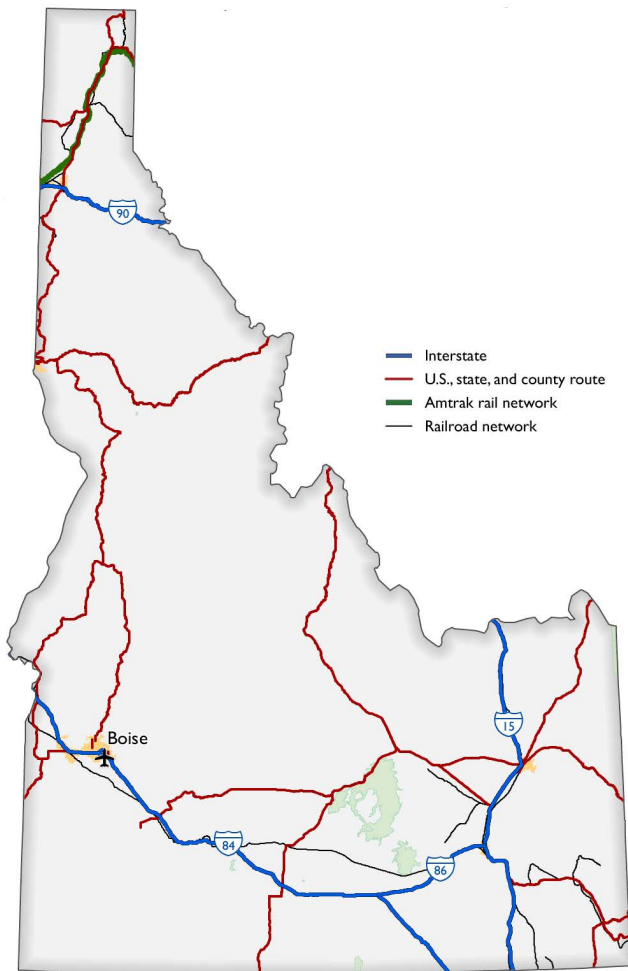 90
Interstate
U.S., state, and county route
Amtrak rail network
Railroad network
15
Boise
84
86